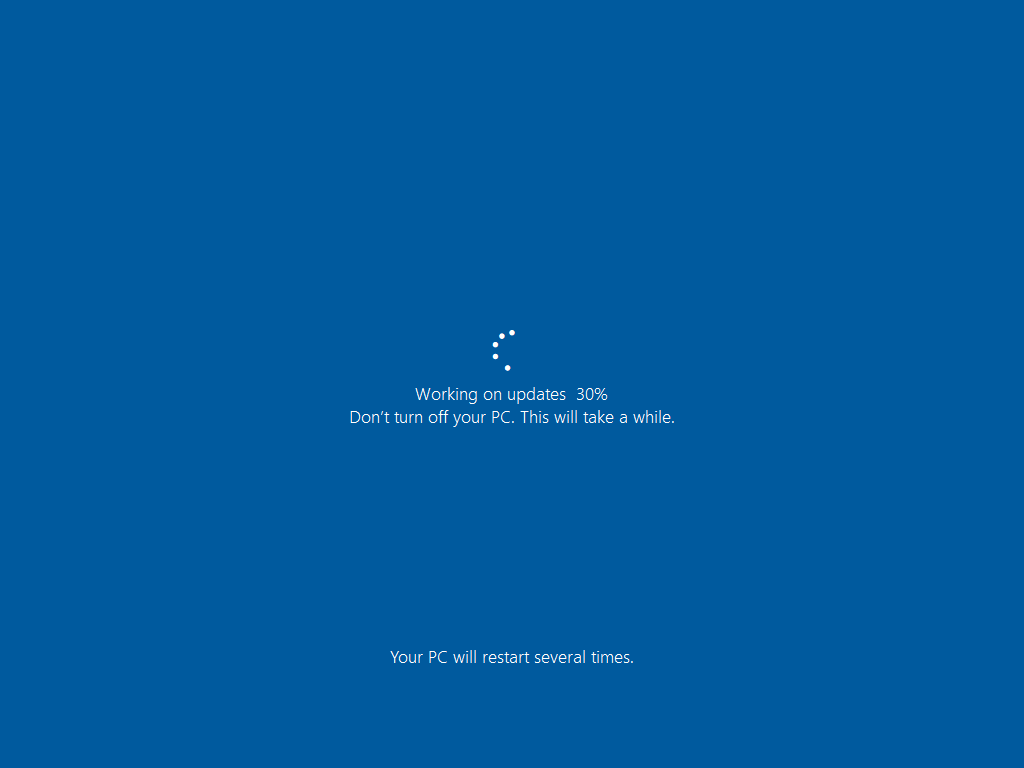 Working on updates  30%
Don't turn off your PC. This will take a while.
Your PC will restart several times.